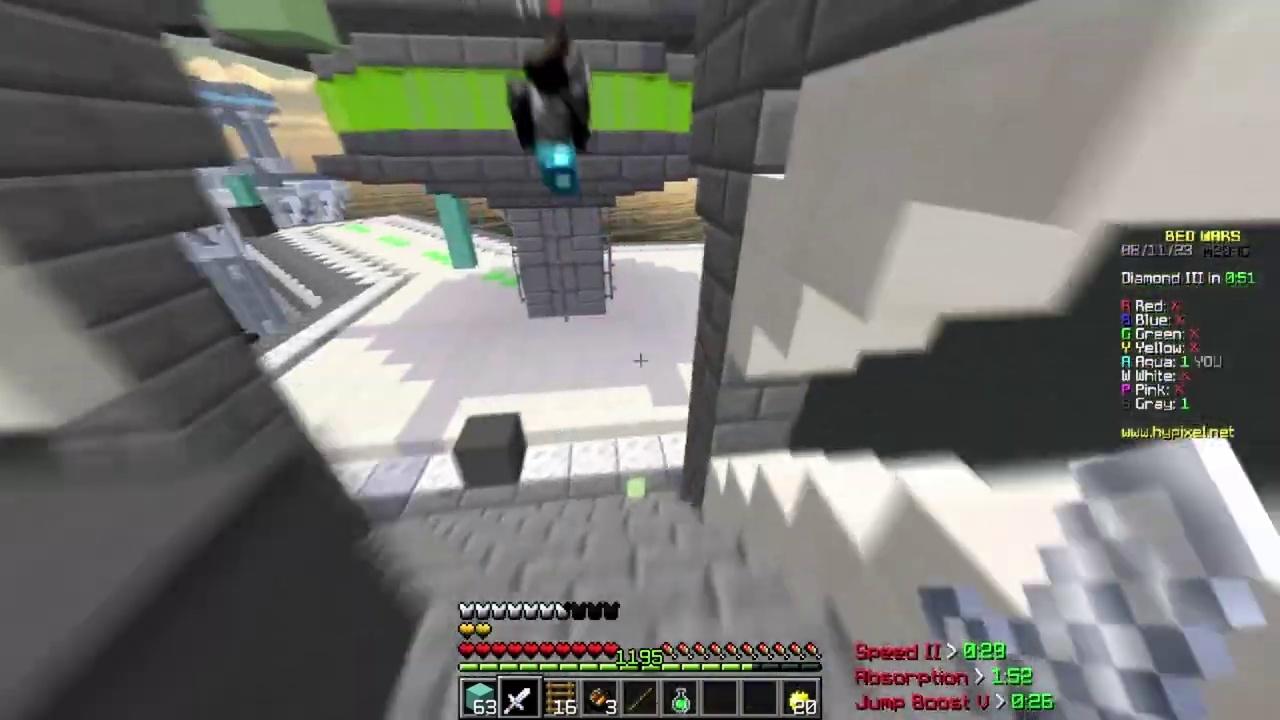 BED WARS
08/11/23
Diamond III in 0:51
R Red: ✗
B Blue: ✗
G Green: ✗
Y Yellow: ✗
A Aqua: 1 YOU
W White: ✗
P Pink: ✗
S Gray: 1
www.hypixel.net
1195
Speed II > 0:29
Absorption > 1:52
Jump Boost V > 0:26
63
16
3
20